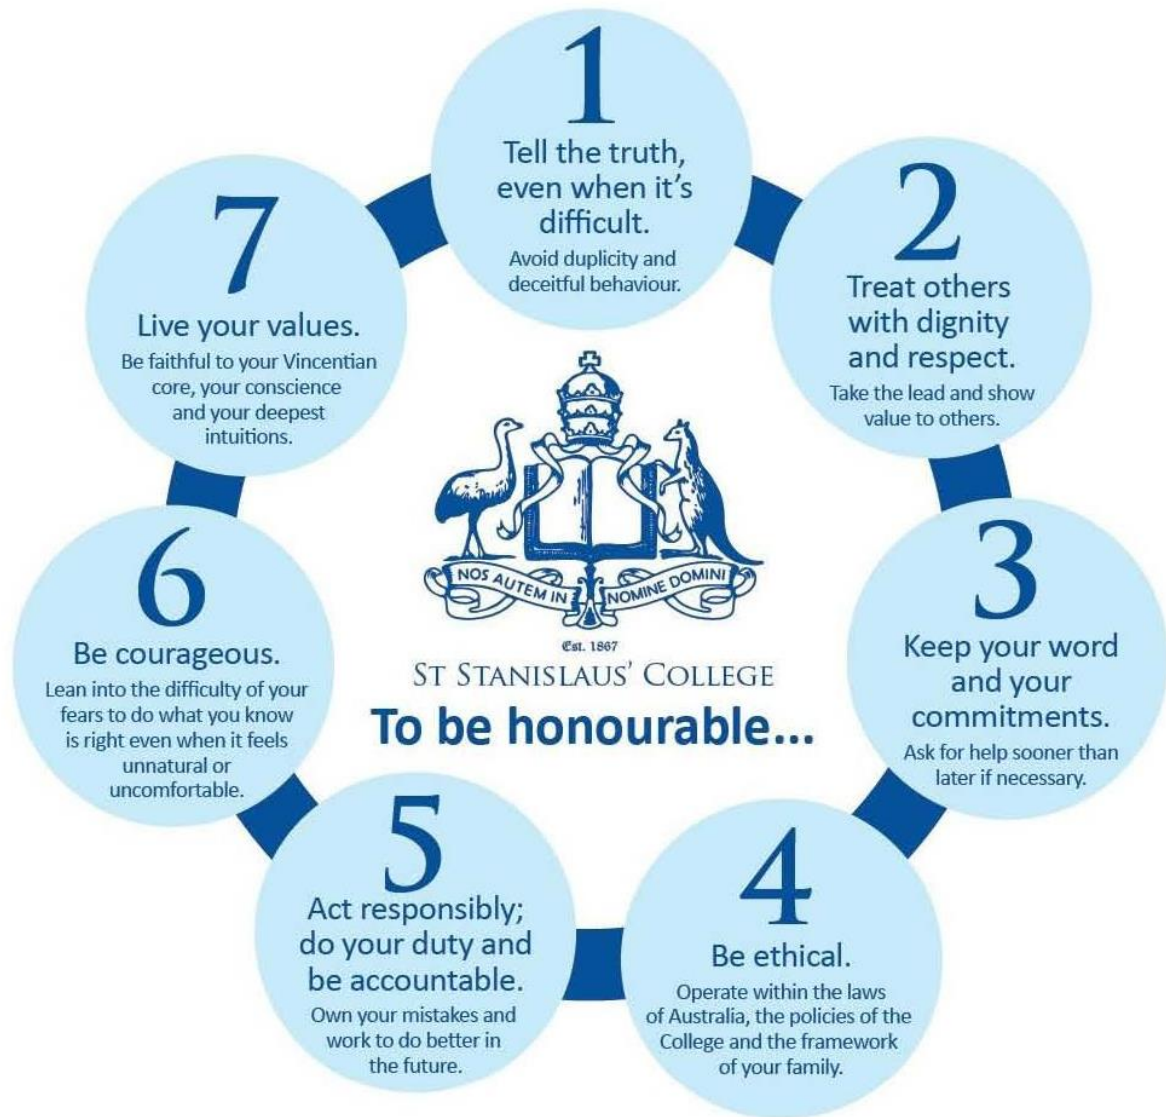 1
Tell the truth,
even when it's
difficult.
Avoid duplicity and
deceitful behaviour.
2
Treat others
with dignity
and respect.
Take the lead and show
value to others.
3
Keep your word
and your
commitments.
Ask for help sooner than
later if necessary.
4
Be ethical.
Operate within the laws
of Australia, the policies of the
College and the framework
of your family.
5
Act responsibly;
do your duty and
be accountable.
Own your mistakes and
work to do better in
the future.
6
Be courageous.
Lean into the difficulty of your
fears to do what you know
is right even when it feels
unnatural or
uncomfortable.
7
Live your values.
Be faithful to your Vincentian
core, your conscience
and your deepest
intuitions.
NOS AUTEM IN NOMINE DOMINI
Est. 1867
ST STANISLAUS' COLLEGE
To be honourable...